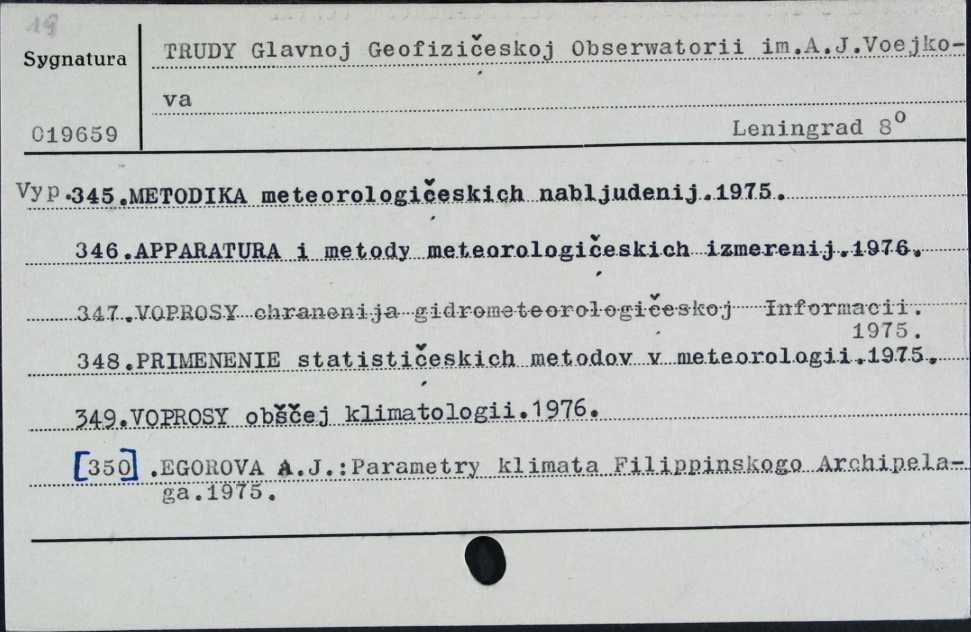 19
Sygnatura
TRUDY Glavnoj Geofizičeskoj Obserwatorii im.A.J.Voejko-
va
019659
Leningrad 8º
Vyp.345.METODIKA meteorologičeskich nabljudenij.1975.
346.APPARATURA i metody meteorologičeskich izmerenij.1976.
347.VOPROSY chranenija gidrometeorologičeskoj Informacii.
1975.
348.PRIMENENIE statističeskich metodov v meteorologii.1975.
349.VOPROSY obščej klimatologii.1976.
[350].EGOROVA A.J.:Parametry klimata Filippinskogo Archipela-
ga.1975.